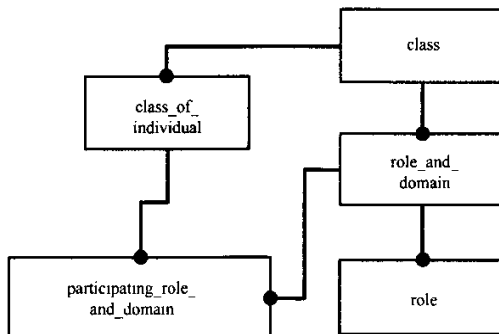 class
class_of_
individual
role_and_
domain
participating_role_
and_domain
role